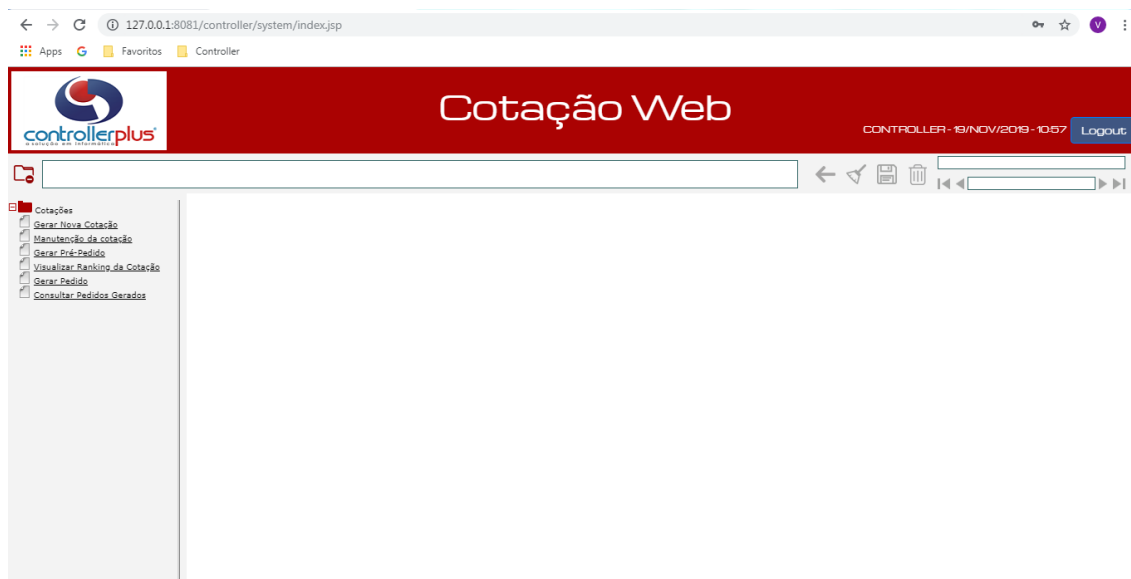 127.0.0.1:8081/controller/system/index.jsp
V
Apps G Favoritos Controller
controllerplus
a solução em informática
Cotação Web
CONTROLLER - 19/NOV/2019 - 10:57 Logout
Cotações
Gerar Nova Cotação
Manutenção da cotação
Gerar Pré-Pedido
Visualizar Ranking da Cotação
Gerar Pedido
Consultar Pedidos Gerados